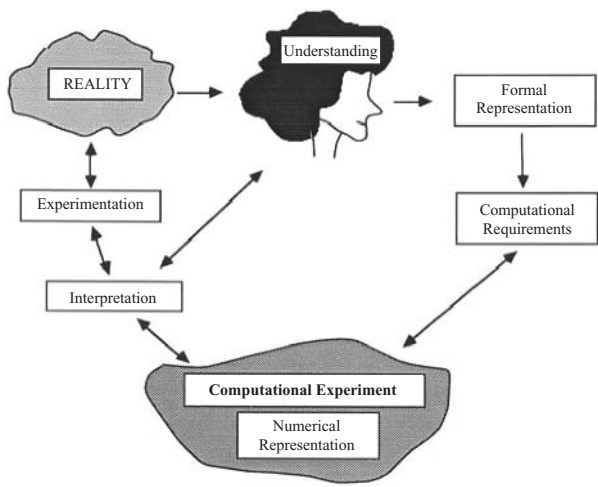 Understanding
REALITY
Formal
Representation
Experimentation
Computational
Requirements
Interpretation
Computational Experiment
Numerical
Representation